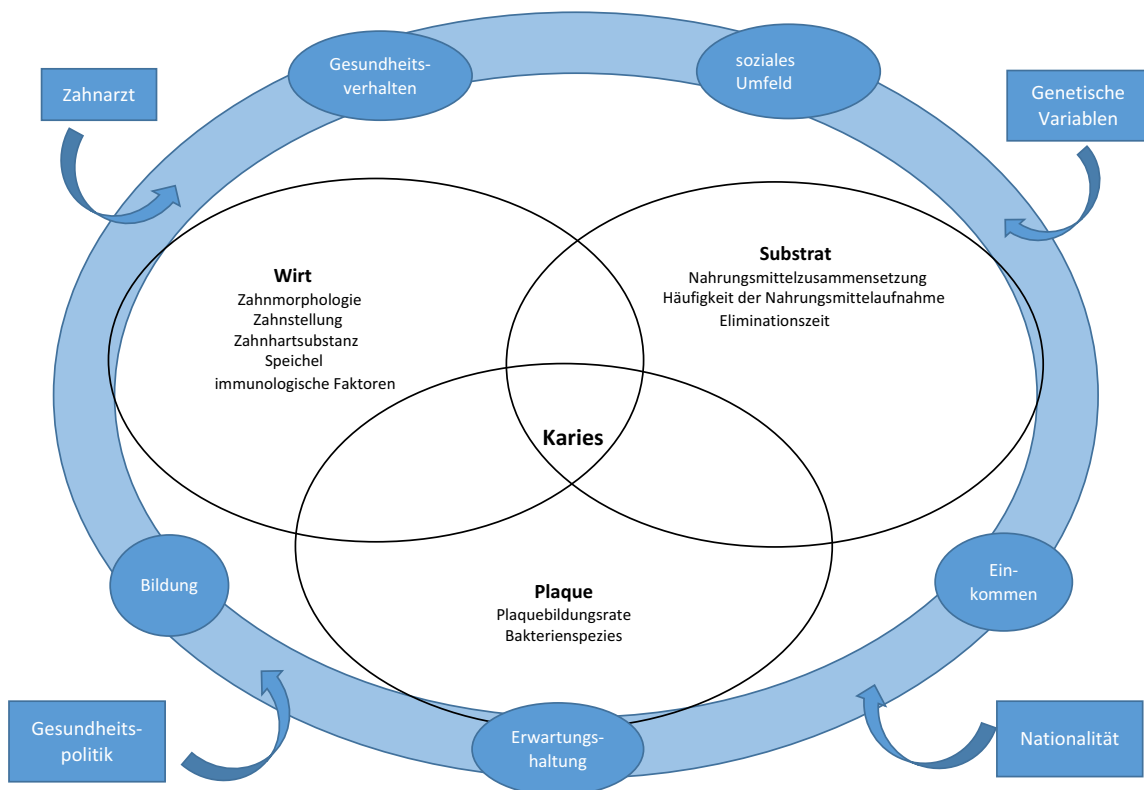 Gesundheits-
verhalten
soziales
Umfeld
Zahnarzt
Genetische
Variablen
Wirt
Zahnmorphologie
Zahnstellung
Zahnhartsubstanz
Speichel
immunologische Faktoren
Substrat
Nahrungsmittelzusammensetzung
Häufigkeit der Nahrungsmittelaufnahme
Eliminationszeit
Karies
Bildung
Ein-
kommen
Plaque
Plaquebildungsrate
Bakterienspezies
Gesundheits-
politik
Erwartungs-
haltung
Nationalität